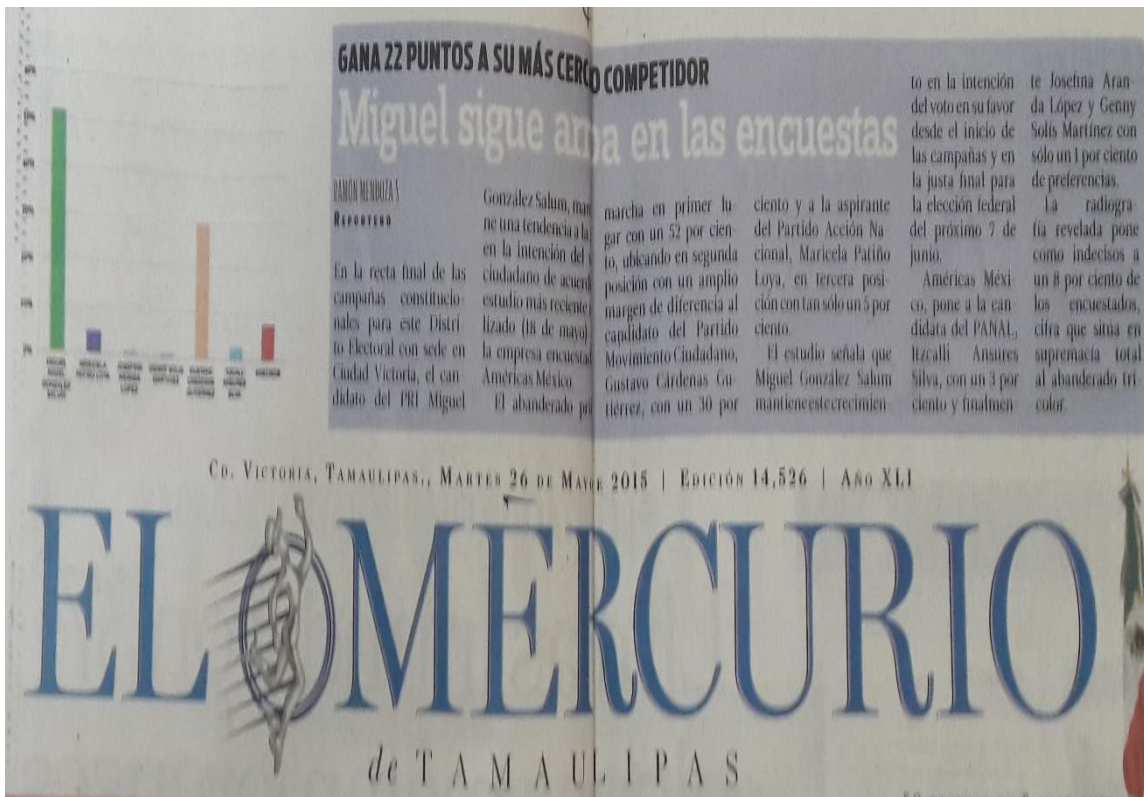 GANA 22 PUNTOS A SU MÁS CERC O COMPETIDOR
Miguel sigue arriba en las encuestas
RAMÓN MENDOZA S
REPORTERO
En la recta final de las
campañas constitucio-
nales para este Distri-
to Electoral con sede en
Ciudad Victoria, el can-
didato del PRI Miguel
González Salum, man
ne una tendencia a la
en la intención del
ciudadano de acuerd
estudio más reciente
lizado (18 de mayo)
la empresa encuestad
Américas México.
El abanderado pri
marcha en primer lu-
gar con un 52 por cien-
to, ubicando en segunda
posición con un amplio
margen de diferencia al
candidato del Partido
Movimiento Ciudadano,
Gustavo Cárdenas Gu-
tiérrez, con un 30 por
ciento y a la aspirante
del Partido Acción Na-
cional, Maricela Patiño
Loya, en tercera posi-
ción con tan sólo un 5 por
ciento.
El estudio señala que
Miguel González Salum
mantiene este crecimien-
to en la intención
del voto en su favor
desde el inicio de
las campañas y en
la justa final para
la elección federal
del próximo 7 de
junio.
Américas Méxi-
co, pone a la can-
didata del PANAL,
Itzcalli Ansures
Silva, con un 3 por
ciento y finalmen-
te Josefina Aran-
da López y Genny
Solís Martínez con
sólo un 1 por ciento
de preferencias.
La radiogra-
fía revelada pone
como indecisos a
un 8 por ciento de
los encuestados,
cifra que sitúa en
supremacía total
al abanderado tri-
color.
CD. VICTORIA, TAMAULIPAS., MARTES 26 DE MAYO 2015 | EDICIÓN 14,526 | AÑO XLI
EL MERCURIO
de TAMAULIPAS